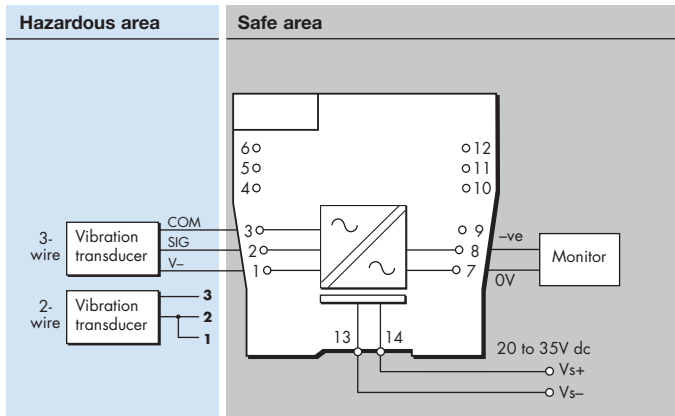 Hazardous area
Safe area
6
5
4
12
11
10
3-
wire
Vibration
transducer
COM
SIG
V–
3
2
1
9
8
7
–ve
0V
Monitor
2-
wire
Vibration
transducer
3
2
1
13
14
20 to 35V dc
Vs+
Vs–